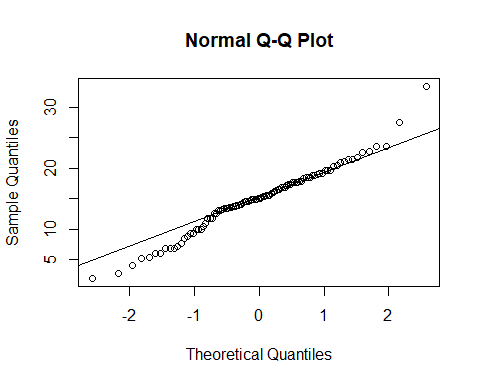 Normal Q-Q Plot
30
20
10
5
Sample Quantiles
-2 -1 0 1 2
Theoretical Quantiles